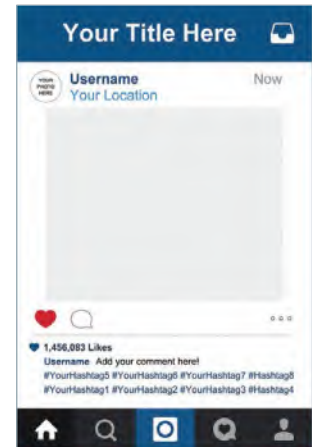 Your Title Here
YOUR
PHOTO
HERE
Username
Now
Your Location
1,456,083 Likes
Username Add your comment here!
#YourHashtag5 #YourHashtag6 #YourHashtag7 #Hashtag8
#YourHashtag1 #YourHashtag2 #YourHashtag3 #Hashtag4